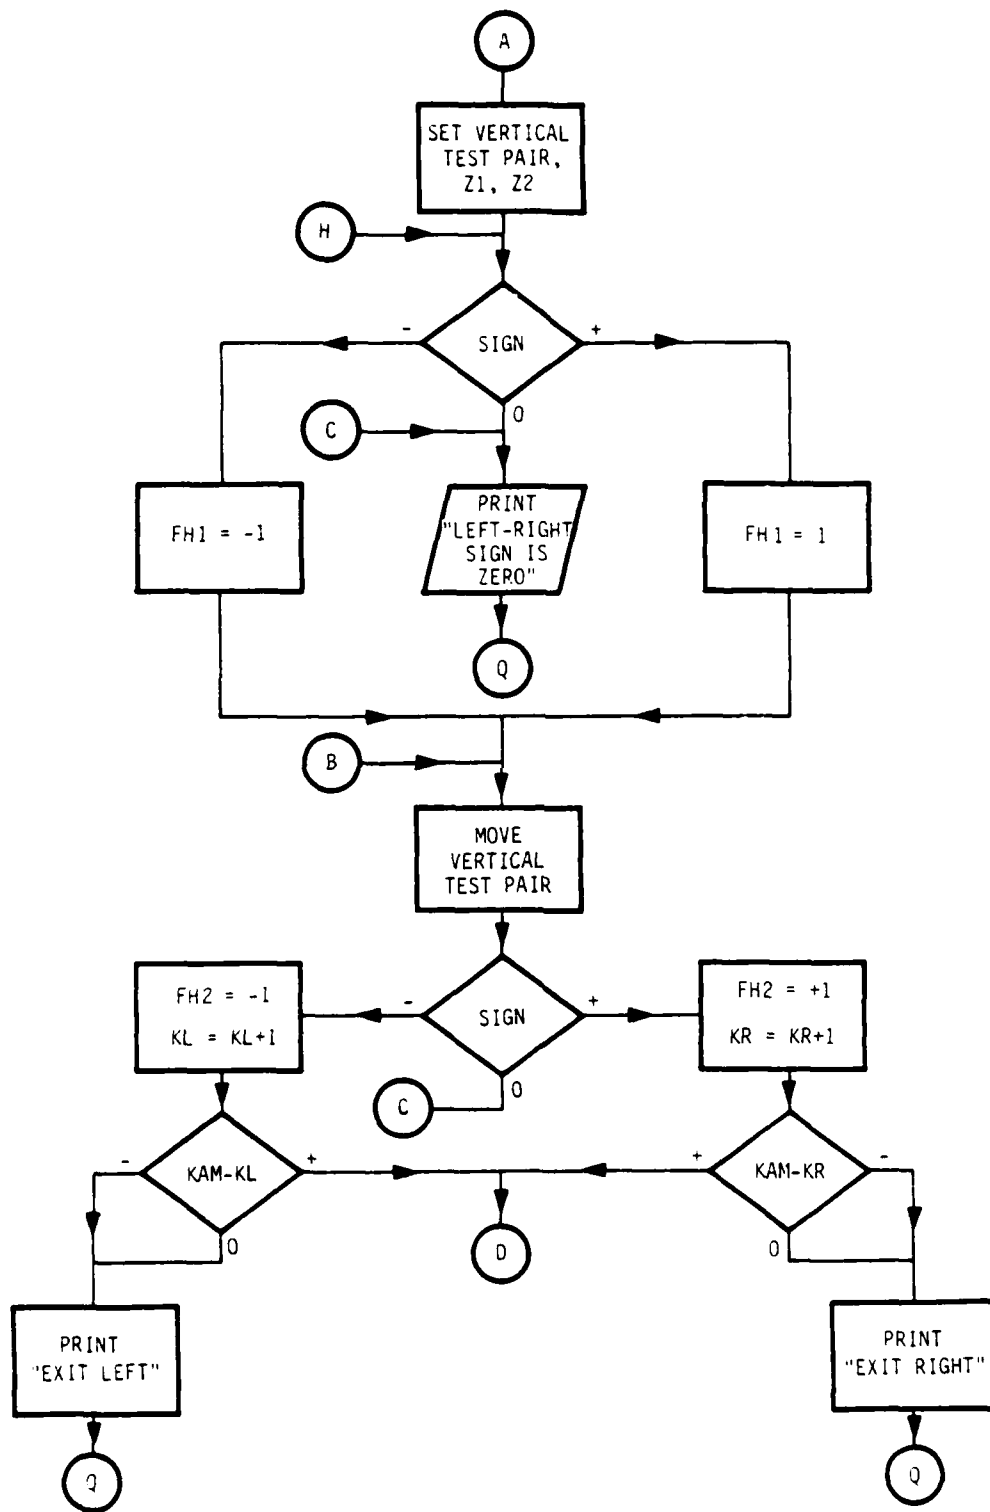 A
SET VERTICAL
TEST PAIR,
Z1, Z2
H
-
SIGN
+
0
C
FH1 = -1
PRINT
"LEFT-RIGHT
SIGN IS
ZERO"
FH1 = 1
Q
B
MOVE
VERTICAL
TEST PAIR
FH2 = -1
KL = KL+1
-
SIGN
+
0
FH2 = +1
KR = KR+1
C
-
KAM-KL
+
0
D
+
KAM-KR
-
0
PRINT
"EXIT LEFT"
PRINT
"EXIT RIGHT"
Q
Q